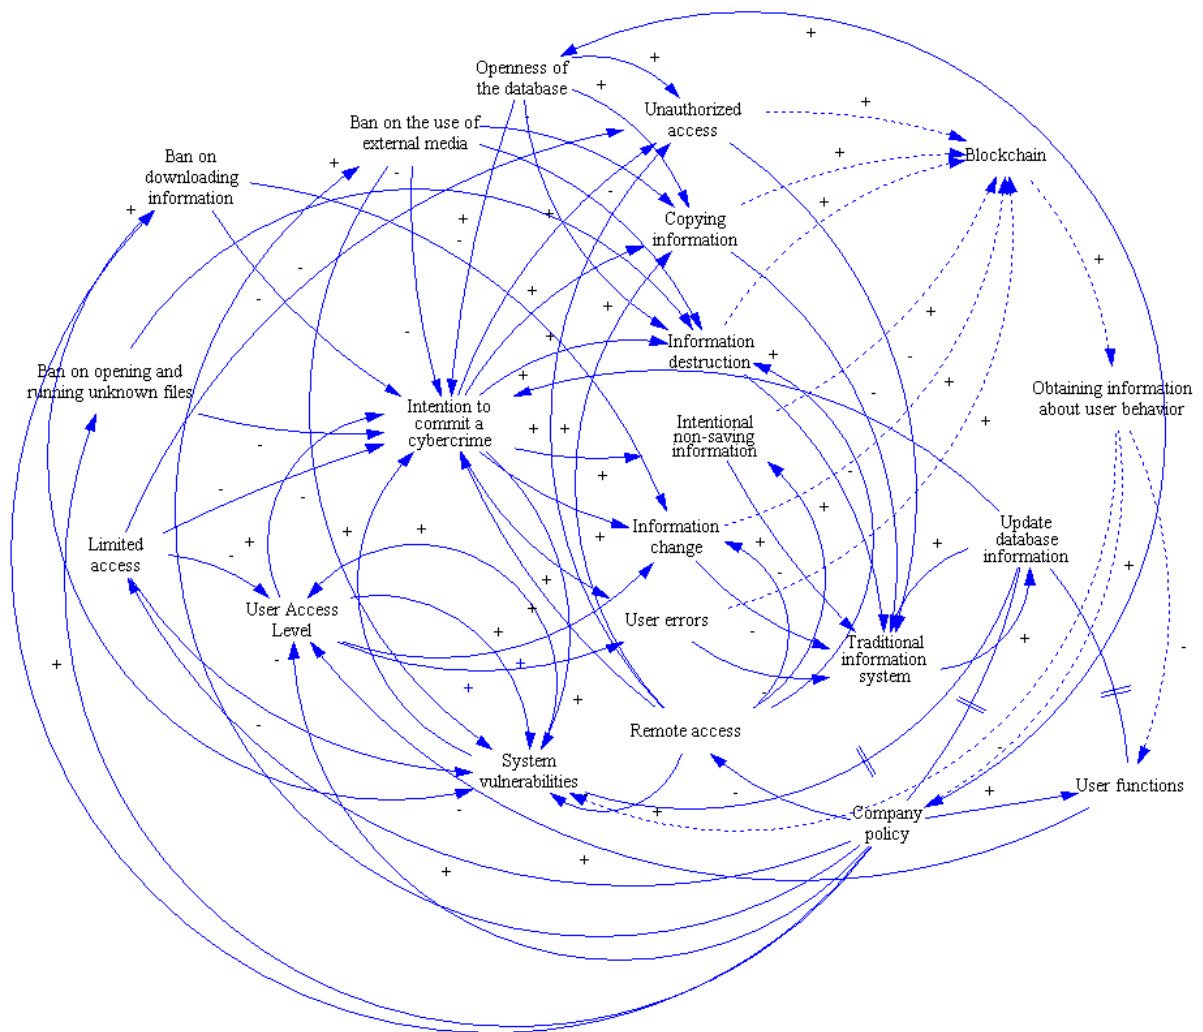 Openness of
the database
Unauthorized
access
Ban on the use of
external media
Ban on
downloading
information
Blockchain
Copying
information
Information
destruction
Ban on opening and
running unknown files
Obtaining information
about user behavior
Intention to
commit a
cybercrime
Intentional
non-saving
information
Information
change
Update
database
information
Limited
access
User Access
Level
User errors
Traditional
information
system
Remote access
System
vulnerabilities
User functions
Company
policy